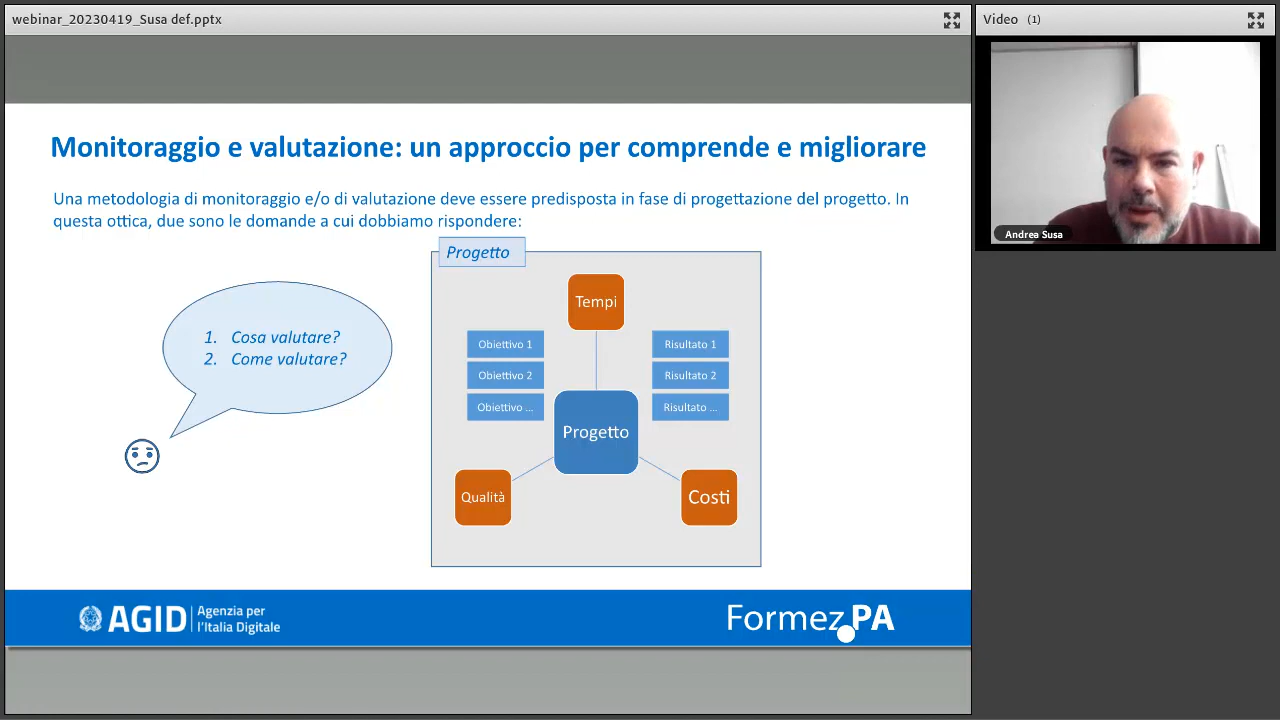 webinar_20230419_Susa def.pptx
Video (1)
Andrea Susa
Monitoraggio e valutazione: un approccio per comprende e migliorare
Una metodologia di monitoraggio e/o di valutazione deve essere predisposta in fase di progettazione del progetto. In
questa ottica, due sono le domande a cui dobbiamo rispondere:
1. Cosa valutare?
2. Come valutare?
Progetto
Tempi
Obiettivo 1
Obiettivo 2
Obiettivo ...
Risultato 1
Risultato 2
Risultato ...
Progetto
Qualità
Costi
AGID
Agenzia per
l'Italia Digitale
Formez PA